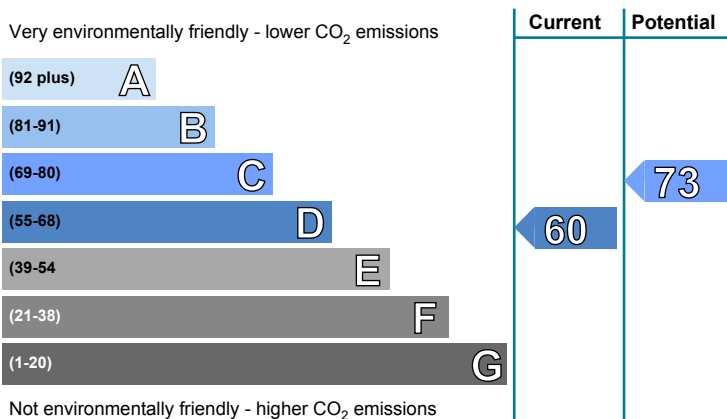 Very environmentally friendly - lower CO2 emissions
Current
Potential
(92 plus) A
(81-91) B
(69-80) C
73
(55-68) D
60
(39-54 E
(21-38) F
(1-20) G
Not environmentally friendly - higher CO2 emissions